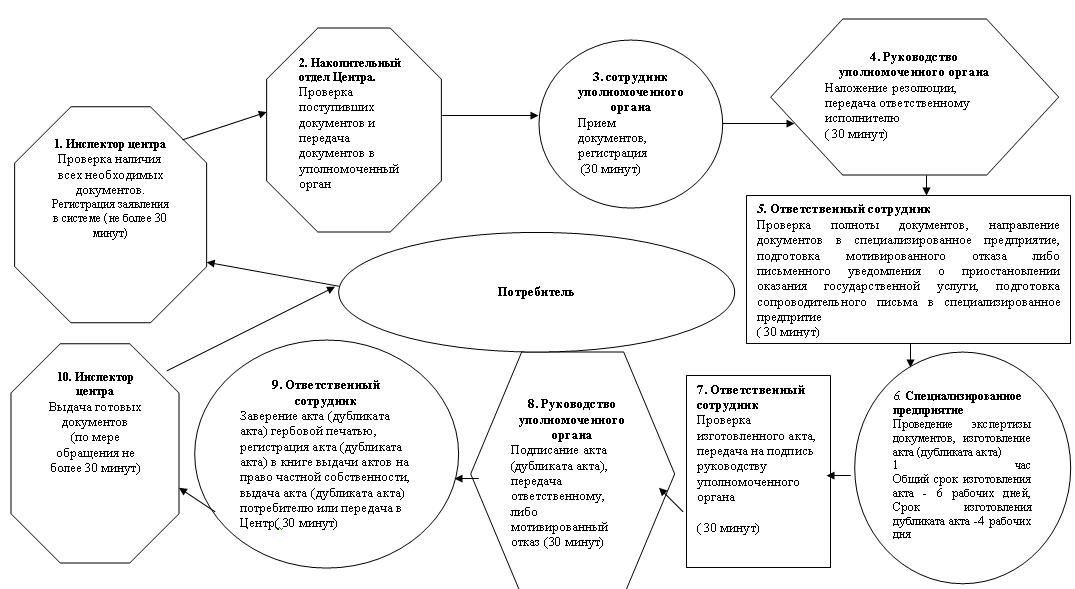 1. Инспектор центра
Проверка наличия
всех необходимых
документов.
Регистрация заявления
в системе (не более 30
минут)
2. Накопительный
отдел Центра.
Проверка
поступивших
документов и
передача
документов в
уполномоченный
орган
3. сотрудник
уполномоченного
органа
Прием
документов,
регистрация
(30 минут)
4. Руководство
уполномоченного органа
Наложение резолюции,
передача ответственному
исполнителю
( 30 минут)
5. Ответственный сотрудник
Проверка полноты документов, направление
документов в специализированное предприятие,
подготовка мотивированного отказа либо
письменного уведомления о приостановлении
оказания государственной услуги, подготовка
сопроводительного письма в специализированное
предпритие
( 30 минут)
Потребитель
6. Специализированное
предприятие
Проведение экспертизы
документов, изготовление
акта (дубликата акта)
1 час
Общий срок изготовления
акта - 6 рабочих дней,
Срок изготовления
дубликата акта -4 рабочих
дня
7. Ответственный
сотрудник
Проверка
изготовленного акта,
передача на подпись
руководству
уполномоченного
органа
( 30 минут)
8. Руководство
уполномоченного
органа
Подписание акта
(дубликата акта),
передача
ответственному,
либо
мотивированный
отказ (30 минут)
9. Ответственный
сотрудник
Заверение акта (дубликата
акта) гербовой печатью,
регистрация акта (дубликата
акта) в книге выдачи актов на
право частной собственности,
выдача акта (дубликата акта)
потребителю или передача в
Центр( 30 минут)
10. Инспектор
центра
Выдача готовых
документов
(по мере
обращения не
более 30 минут)